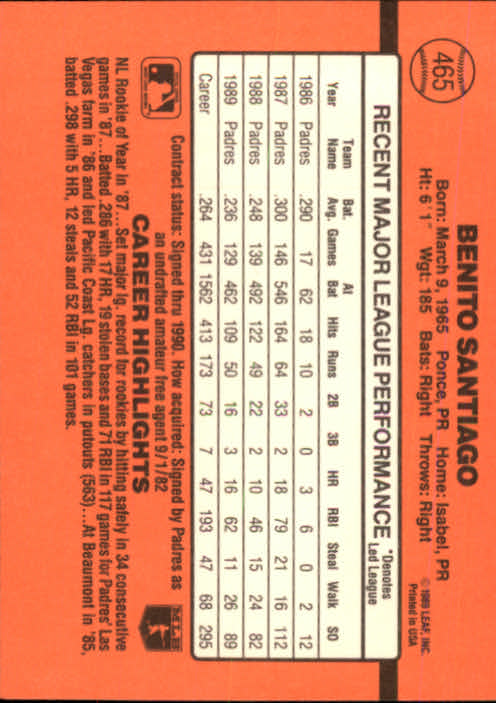 465
BENITO SANTIAGO
Born: March 9, 1965 Ponce, PR Home: Isabel, PR
Ht: 6' 1" Wgt: 185 Bats: Right Throws: Right
© 1989 LEAF, INC.
Printed in USA
RECENT MAJOR LEAGUE PERFORMANCE *Denotes Led League
Year Team Name Bat. Avg. Games At Bat Hits Runs 2B 3B HR RBI Steal Walk SO
1986 Padres .290 17 62 18 10 2 0 3 6 0 2 12
1987 Padres .300 146 546 164 64 33 2 18 79 21 16 112
1988 Padres .248 139 492 122 49 22 2 10 46 15 24 82
1989 Padres .236 129 462 109 50 16 3 16 62 11 26 89
Career .264 431 1562 413 173 73 7 47 193 47 68 295
Contract status: Signed thru 1990. How acquired: Signed by Padres as
an undrafted amateur free agent 9/1/82
MLB
CAREER HIGHLIGHTS
NL Rookie of Year in '87...Set major lg. record for rookies by hitting safely in 34 consecutive
games in '87...Batted .286 with 17 HR, 19 stolen bases and 71 RBI in 117 games for Padres' Las
Vegas farm in '86 and led Pacific Coast Lg. catchers in putouts (563)...At Beaumont in '85,
batted .298 with 5 HR, 12 steals and 52 RBI in 101 games.